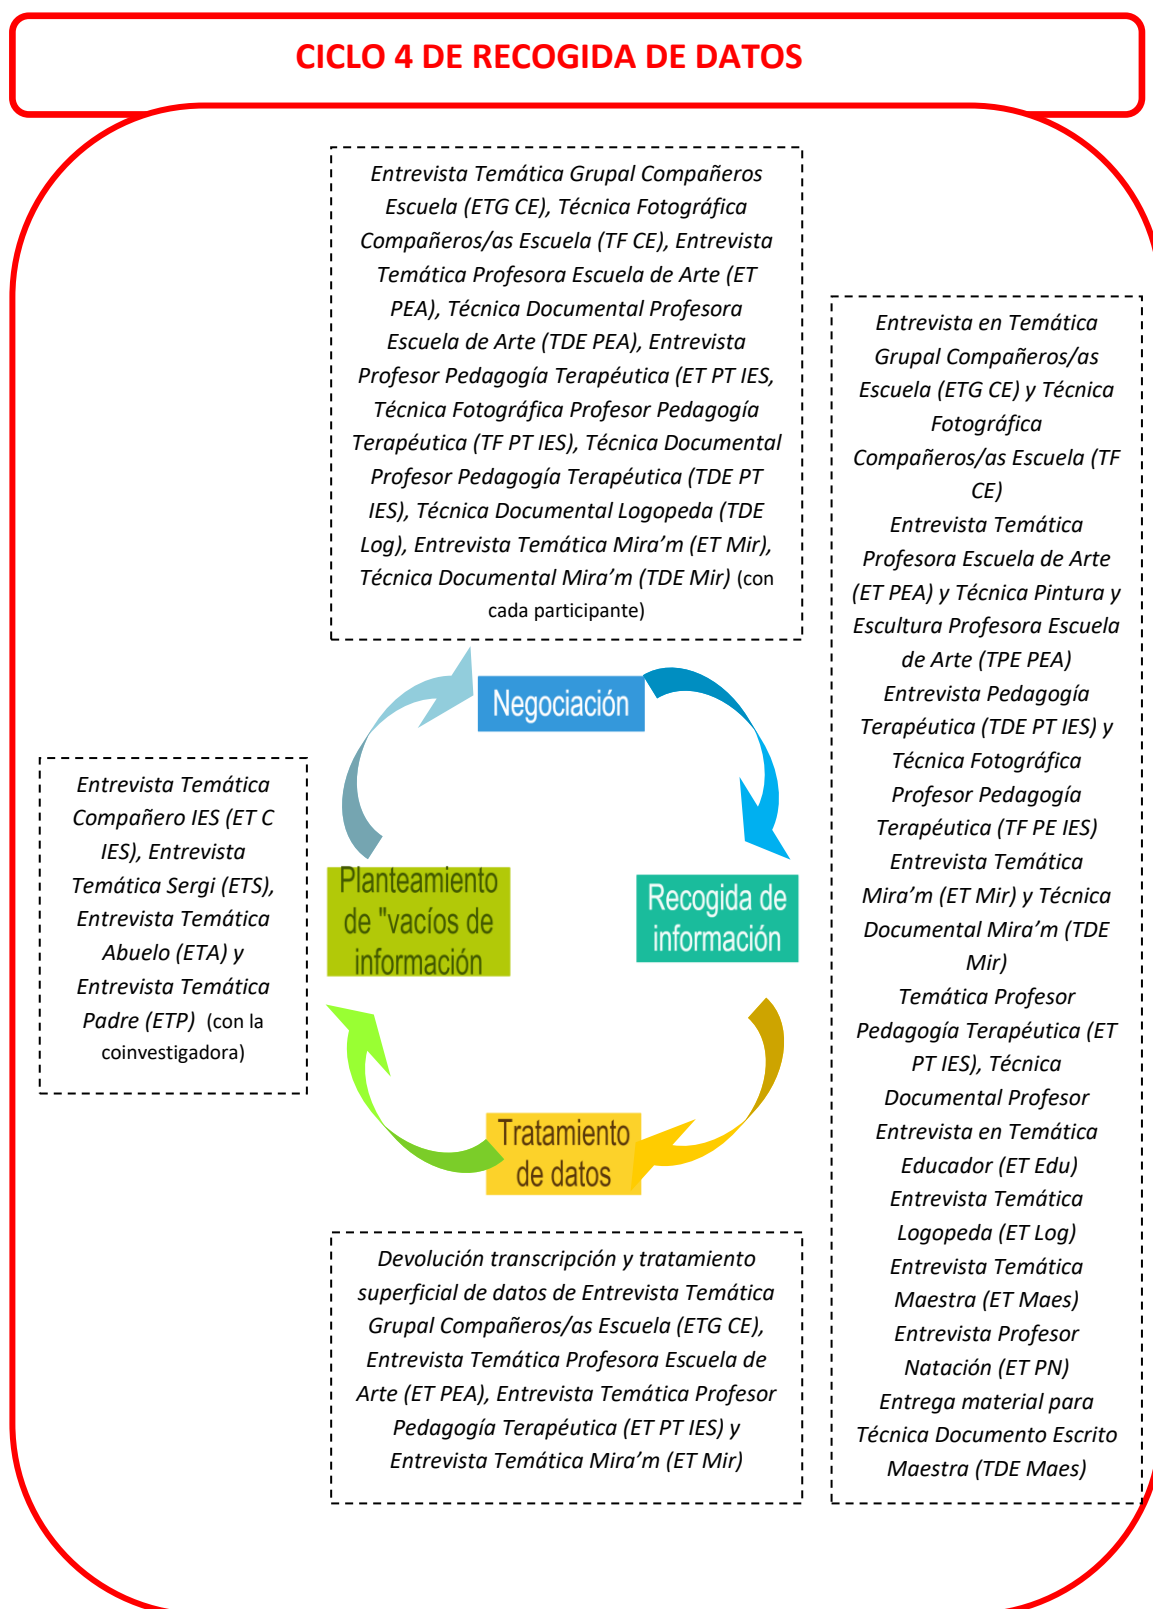 CICLO 4 DE RECOGIDA DE DATOS
Entrevista Temática Grupal Compañeros
Escuela (ETG CE), Técnica Fotográfica
Compañeros/as Escuela (TF CE), Entrevista
Temática Profesora Escuela de Arte (ET
PEA), Técnica Documental Profesora
Escuela de Arte (TDE PEA), Entrevista
Profesor Pedagogía Terapéutica (ET PT IES,
Técnica Fotográfica Profesor Pedagogía
Terapéutica (TF PT IES), Técnica Documental
Profesor Pedagogía Terapéutica (TDE PT
IES), Técnica Documental Logopeda (TDE
Log), Entrevista Temática Mira’m (ET Mir),
Técnica Documental Mira’m (TDE Mir) (con
cada participante)
Negociación
Entrevista en Temática
Grupal Compañeros/as
Escuela (ETG CE) y Técnica
Fotográfica
Compañeros/as Escuela (TF
CE)
Entrevista Temática
Profesora Escuela de Arte
(ET PEA) y Técnica Pintura y
Escultura Profesora Escuela
de Arte (TPE PEA)
Entrevista Pedagogía
Terapéutica (TDE PT IES) y
Técnica Fotográfica
Profesor Pedagogía
Terapéutica (TF PE IES)
Entrevista Temática
Mira’m (ET Mir) y Técnica
Documental Mira’m (TDE
Mir)
Temática Profesor
Pedagogía Terapéutica (ET
PT IES), Técnica
Documental Profesor
Entrevista en Temática
Educador (ET Edu)
Entrevista Temática
Logopeda (ET Log)
Entrevista Temática
Maestra (ET Maes)
Entrevista Profesor
Natación (ET PN)
Entrega material para
Técnica Documento Escrito
Maestra (TDE Maes)
Recogida de
información
Entrevista Temática
Compañero IES (ET C
IES), Entrevista
Temática Sergi (ETS),
Entrevista Temática
Abuelo (ETA) y
Entrevista Temática
Padre (ETP) (con la
coinvestigadora)
Planteamiento
de "vacíos de
información
Tratamiento
de datos
Devolución transcripción y tratamiento
superficial de datos de Entrevista Temática
Grupal Compañeros/as Escuela (ETG CE),
Entrevista Temática Profesora Escuela de
Arte (ET PEA), Entrevista Temática Profesor
Pedagogía Terapéutica (ET PT IES) y
Entrevista Temática Mira’m (ET Mir)